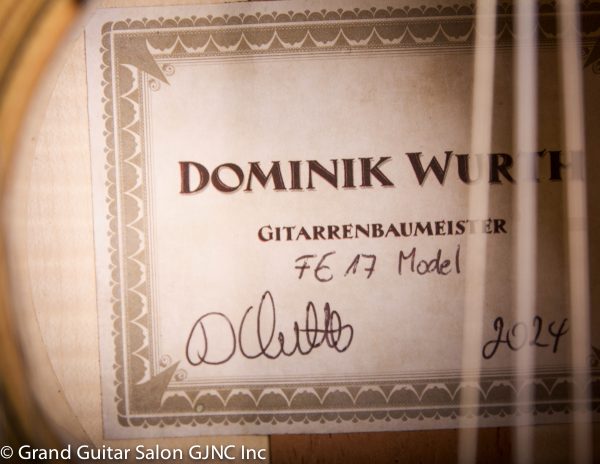 DOMINIK WURTH
GITARRENBAUMEISTER
FE 17 Model
2024
© Grand Guitar Salon GJNC Inc